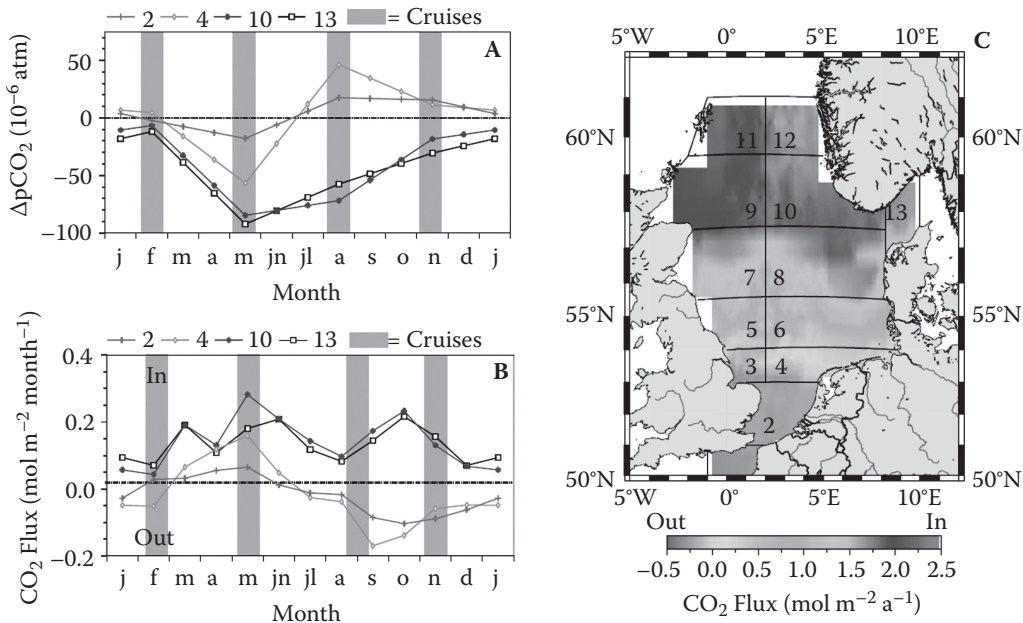 2 4 10 13 = Cruises
A
50
0
−50
−100
ΔpCO₂ (10⁻⁶ atm)
j f m a m jn jl a s o n d j
Month
2 4 10 13 = Cruises
B
0.4
0.2
0.0
−0.2
In
Out
CO₂ Flux (mol m⁻² month⁻¹)
j f m a m jn jl a s o n d j
Month
C
5°W 0° 5°E 10°E
60°N 60°N
55°N 55°N
50°N 50°N
11 12
9 10 13
7 8
5 6
3 4
2
5°W 0° 5°E 10°E
Out In
−0.5 0.0 0.5 1.0 1.5 2.0 2.5
CO₂ Flux (mol m⁻² a⁻¹)